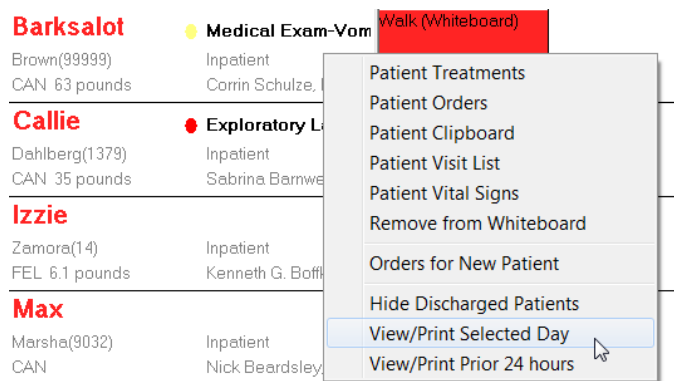 Barksalot
Medical Exam-Vom
Walk (Whiteboard)
Brown(99999)
Inpatient
CAN 63 pounds
Corrin Schulze,
Callie
Exploratory
Dahlberg(1379)
Inpatient
CAN 35 pounds
Sabrina
Izzie
Zamora(14)
Inpatient
FEL 6.1 pounds
Kenneth G.
Max
Marsha(9032)
Inpatient
CAN
Nick Beardsley,
Patient Treatments
Patient Orders
Patient Clipboard
Patient Visit List
Patient Vital Signs
Remove from Whiteboard
Orders for New Patient
Hide Discharged Patients
View/Print Selected Day
View/Print Prior 24 hours